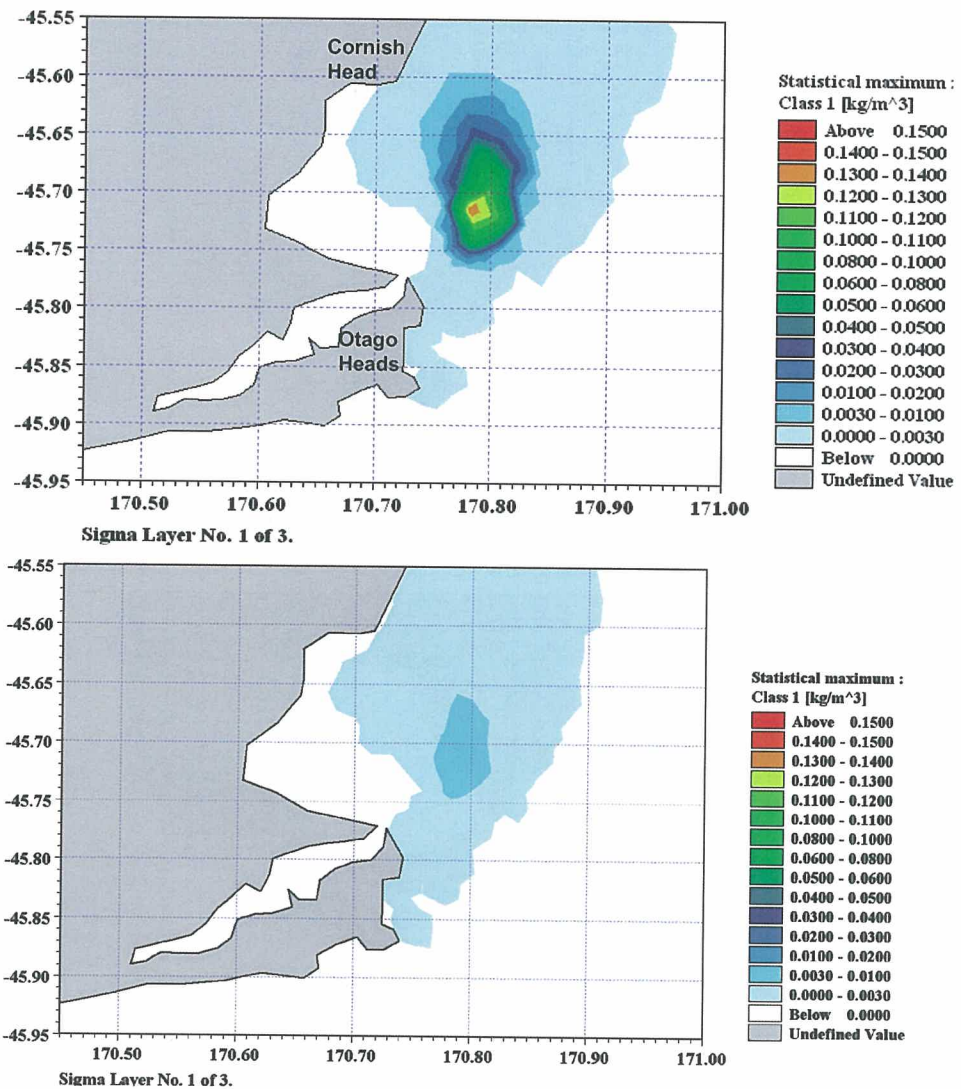 -45.55
-45.60
-45.65
-45.70
-45.75
-45.80
-45.85
-45.90
-45.95
Cornish
Head
Otago
Heads
170.50 170.60 170.70 170.80 170.90 171.00
Sigma Layer No. 1 of 3.
Statistical maximum :
Class 1 [kg/m^3]
Above 0.1500
0.1400 - 0.1500
0.1300 - 0.1400
0.1200 - 0.1300
0.1100 - 0.1200
0.1000 - 0.1100
0.0800 - 0.1000
0.0600 - 0.0800
0.0500 - 0.0600
0.0400 - 0.0500
0.0300 - 0.0400
0.0200 - 0.0300
0.0100 - 0.0200
0.0030 - 0.0100
0.0000 - 0.0030
Below 0.0000
Undefined Value
-45.55
-45.60
-45.65
-45.70
-45.75
-45.80
-45.85
-45.90
-45.95
170.50 170.60 170.70 170.80 170.90 171.00
Sigma Layer No. 1 of 3.
Statistical maximum :
Class 1 [kg/m^3]
Above 0.1500
0.1400 - 0.1500
0.1300 - 0.1400
0.1200 - 0.1300
0.1100 - 0.1200
0.1000 - 0.1100
0.0800 - 0.1000
0.0600 - 0.0800
0.0500 - 0.0600
0.0400 - 0.0500
0.0300 - 0.0400
0.0200 - 0.0300
0.0100 - 0.0200
0.0030 - 0.0100
0.0000 - 0.0030
Below 0.0000
Undefined Value